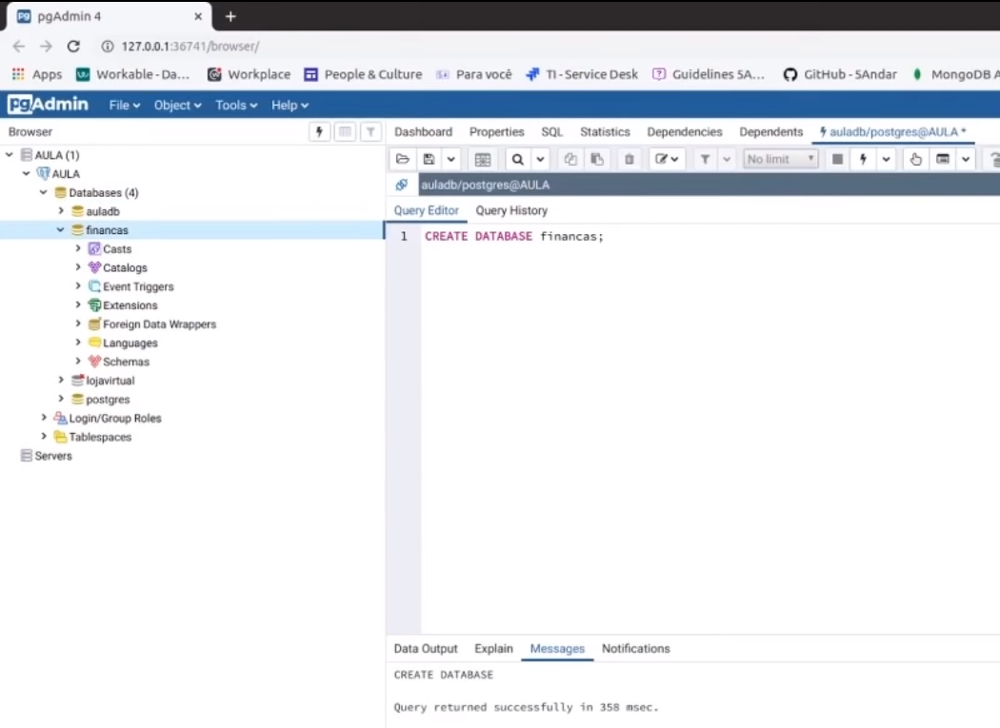 pgAdmin 4
127.0.0.1:36741/browser/
Apps Workable - Da... Workplace People & Culture Para você TI - Service Desk Guidelines 5A... GitHub - 5Andar MongoDB A
pgAdmin File Object Tools Help
Browser
Dashboard Properties SQL Statistics Dependencies Dependents auladb/postgres@AULA *
No limit
auladb/postgres@AULA
Query Editor Query History
1 CREATE DATABASE financas;
AULA (1)
AULA
Databases (4)
auladb
financas
Casts
Catalogs
Event Triggers
Extensions
Foreign Data Wrappers
Languages
Schemas
lojavirtual
postgres
Login/Group Roles
Tablespaces
Servers
Data Output Explain Messages Notifications
CREATE DATABASE
Query returned successfully in 358 msec.